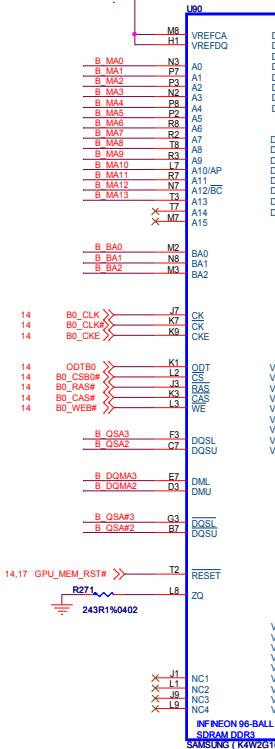 U90
M8 VREFCA
H1 VREFDQ
B_MA0 N3 A0
B_MA1 P7 A1
B_MA2 P3 A2
B_MA3 N2 A3
B_MA4 P8 A4
B_MA5 P2 A5
B_MA6 R8 A6
B_MA7 R2 A7
B_MA8 T8 A8
B_MA9 R3 A9
B_MA10 L7 A10/AP
B_MA11 R7 A11
B_MA12 N7 A12/BC
B_MA13 T3 A13
T7 A14
M7 A15
B_BA0 M2 BA0
B_BA1 N8 BA1
B_BA2 M3 BA2
14 B0_CLK J7 CK
14 B0_CLK# K7 CK
14 B0_CKE K9 CKE
14 ODTB0 K1 ODT
14 B0_CSB0# L2 CS
14 B0_RAS# J3 RAS
14 B0_CAS# K3 CAS
14 B0_WEB# L3 WE
B_QSA3 F3 DQSL
B_QSA2 C7 DQSU
B_DQMA3 E7 DML
B_DQMA2 D3 DMU
B_QSA#3 G3 DQSL
B_QSA#2 B7 DQSU
14,17 GPU_MEM_RST# T2 RESET
R271 L8 ZQ
243R1%0402
J1 NC1
L1 NC2
J9 NC3
L9 NC4
INFINEON 96-BALL
SDRAM DDR3
SAMSUNG ( K4W2G1